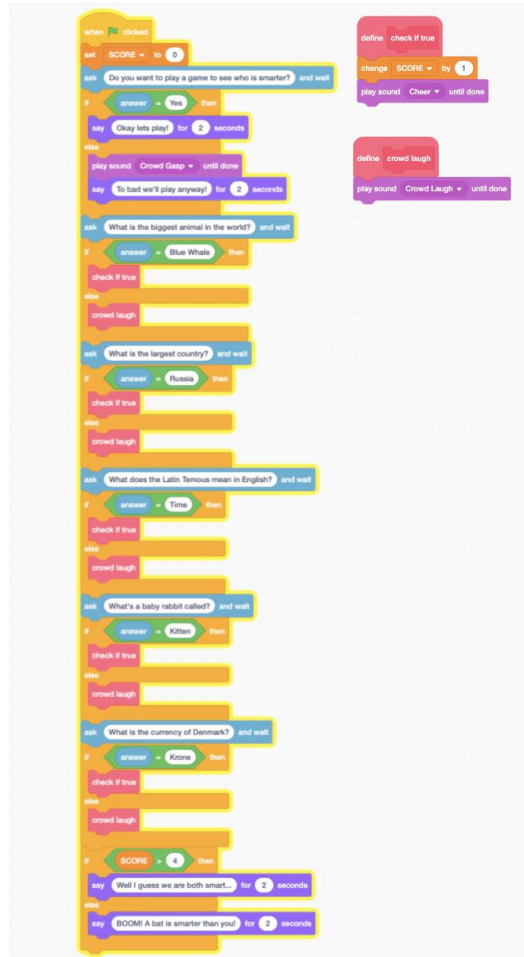 when clicked
set SCORE to 0
ask Do you want to play a game to see who is smarter? and wait
if answer = Yes then
say Okay lets play! for 2 seconds
else
play sound Crowd Gasp until done
say To bad we'll play anyway! for 2 seconds
ask What is the biggest animal in the world? and wait
if answer = Blue Whale then
check if true
else
crowd laugh
ask What is the largest country? and wait
if answer = Russia then
check if true
else
crowd laugh
ask What does the Latin Temous mean in English? and wait
if answer = Time then
check if true
else
crowd laugh
ask What's a baby rabbit called? and wait
if answer = Kitten then
check if true
else
crowd laugh
ask What is the currency of Denmark? and wait
if answer = Krone then
check if true
else
crowd laugh
if SCORE > 4 then
say Well I guess we are both smart... for 2 seconds
else
say BOOM! A bat is smarter than you! for 2 seconds
define check if true
change SCORE by 1
play sound Cheer until done
define crowd laugh
play sound Crowd Laugh until done